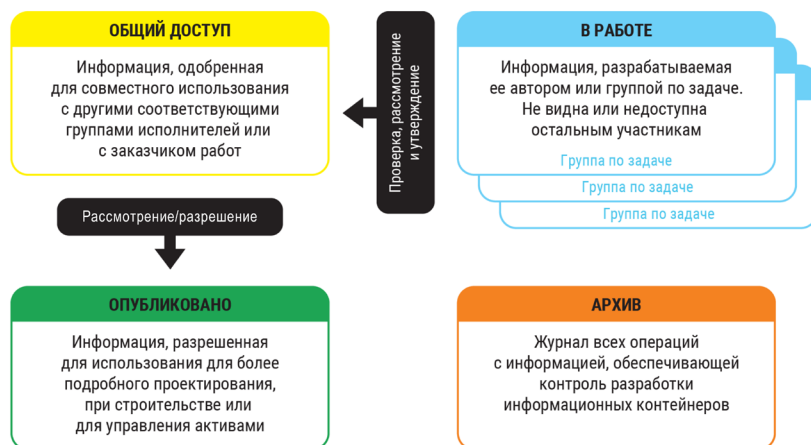 ОБЩИЙ ДОСТУП
Информация, одобренная
для совместного использования
с другими соответствующими
группами исполнителей или
с заказчиком работ
Проверка, рассмотрение
и утверждение
В РАБОТЕ
Информация, разрабатываемая
ее автором или группой по задаче.
Не видна или недоступна
остальным участникам
Группа по задаче
Группа по задаче
Группа по задаче
Рассмотрение/разрешение
ОПУБЛИКОВАНО
Информация, разрешенная
для использования для более
подробного проектирования,
при строительстве или
для управления активами
АРХИВ
Журнал всех операций
с информацией, обеспечивающей
контроль разработки
информационных контейнеров